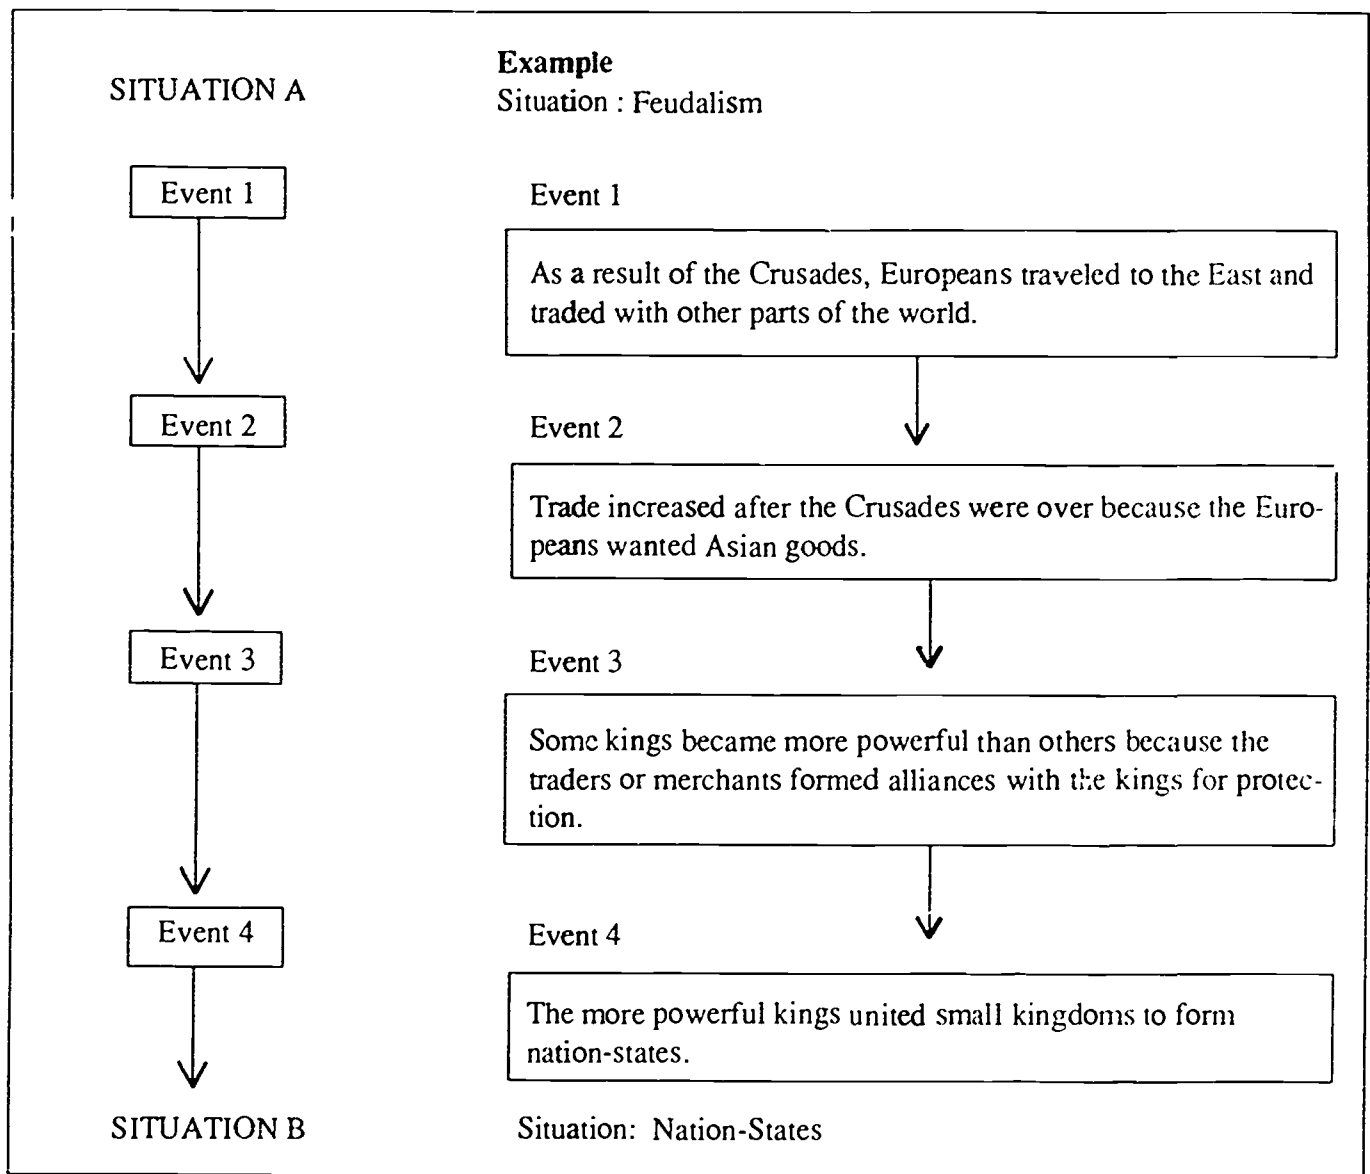 SITUATION A
Event 1
Event 2
Event 3
Event 4
SITUATION B
Example
Situation : Feudalism
Event 1
As a result of the Crusades, Europeans traveled to the East and
traded with other parts of the world.
Event 2
Trade increased after the Crusades were over because the Euro-
peans wanted Asian goods.
Event 3
Some kings became more powerful than others because the
traders or merchants formed alliances with the kings for protec-
tion.
Event 4
The more powerful kings united small kingdoms to form
nation-states.
Situation: Nation-States